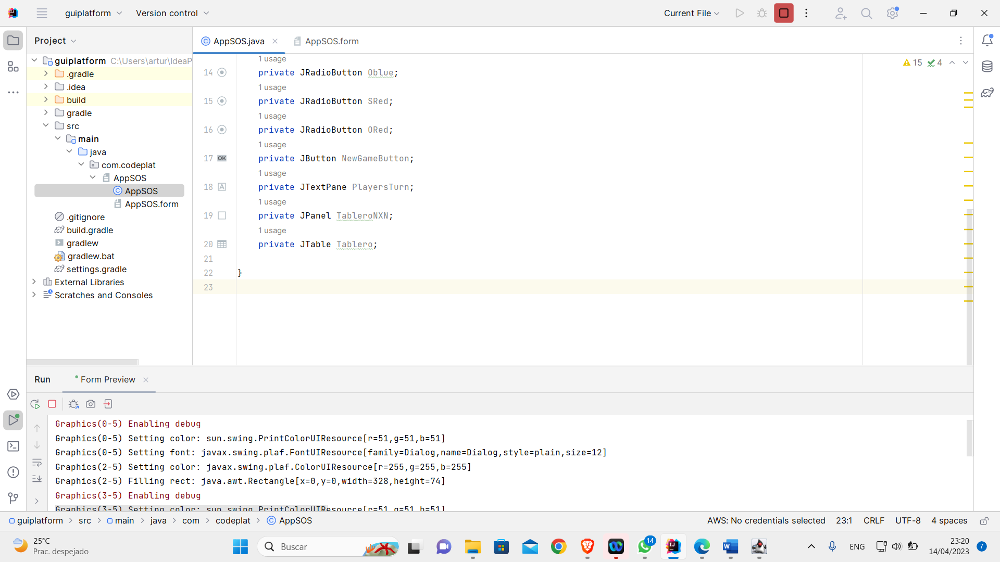 guiplatform
Version control
Current File
Project
AppSOS.java
AppSOS.form
guiplatform C:\Users\artur\IdeaP
.gradle
.idea
build
gradle
src
main
java
com.codeplat
AppSOS
AppSOS
AppSOS.form
.gitignore
build.gradle
gradlew
gradlew.bat
settings.gradle
External Libraries
Scratches and Consoles
15 4
1 usage
14 private JRadioButton Oblue;
1 usage
15 private JRadioButton SRed;
1 usage
16 private JRadioButton ORed;
1 usage
17 OK private JButton NewGameButton;
1 usage
18 A private JTextPane PlayersTurn;
1 usage
19 private JPanel TableroNXN;
1 usage
20 private JTable Tablero;
21
22 }
23
Run
Form Preview
Graphics(0-5) Enabling debug
Graphics(0-5) Setting color: sun.swing.PrintColorUIResource[r=51,g=51,b=51]
Graphics(0-5) Setting font: javax.swing.plaf.FontUIResource[family=Dialog,name=Dialog,style=plain,size=12]
Graphics(2-5) Setting color: javax.swing.plaf.ColorUIResource[r=255,g=255,b=255]
Graphics(2-5) Filling rect: java.awt.Rectangle[x=0,y=0,width=328,height=74]
Graphics(3-5) Enabling debug
Graphics(3-5) Setting color: sun.swing.PrintColorUIResource[r=51,g=51,b=51]
guiplatform > src > main > java > com > codeplat > AppSOS
AWS: No credentials selected 23:1 CRLF UTF-8 4 spaces
25°C
Prac. despejado
Buscar
14
ENG
23:20
14/04/2023
7